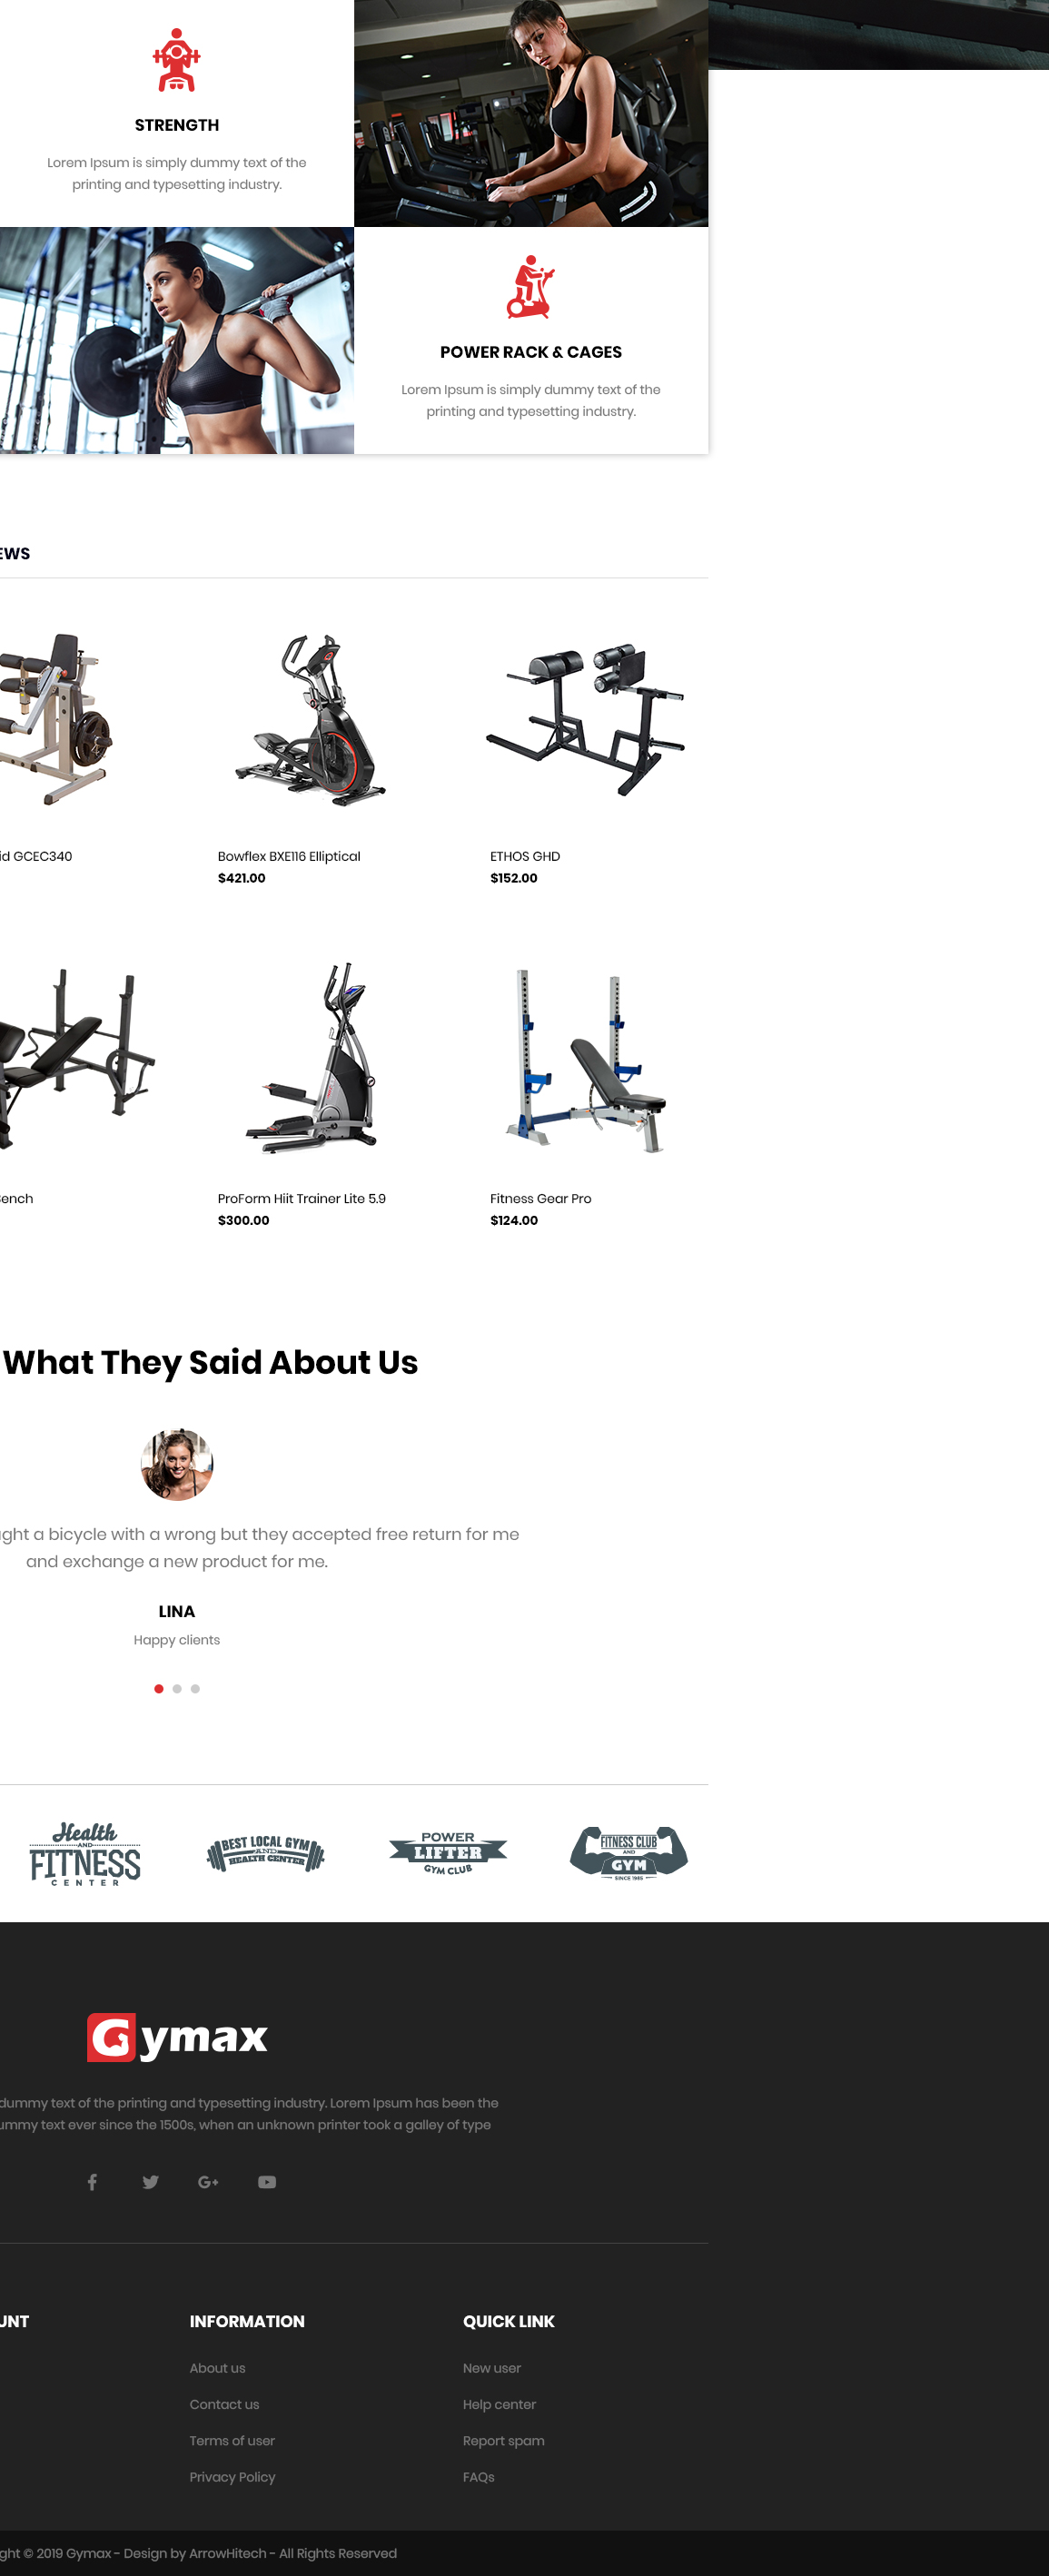 STRENGTH
Lorem Ipsum is simply dummy text of the
printing and typesetting industry.
POWER RACK & CAGES
Lorem Ipsum is simply dummy text of the
printing and typesetting industry.
EWS
id GCEC340
Bowflex BXE116 Elliptical
$421.00
ETHOS GHD
$152.00
Bench
ProForm Hiit Trainer Lite 5.9
$300.00
Fitness Gear Pro
$124.00
What They Said About Us
ght a bicycle with a wrong but they accepted free return for me
and exchange a new product for me.
LINA
Happy clients
Health
AND
FITNESS
CENTER
BEST LOCAL GYM
AND
HEALTH CENTER
POWER
LIFTER
GYM CLUB
FITNESS CLUB
AND
GYM
SINCE 1985
Gymax
dummy text of the printing and typesetting industry. Lorem Ipsum has been the
ummy text ever since the 1500s, when an unknown printer took a galley of type
G+
UNT
INFORMATION
About us
Contact us
Terms of user
Privacy Policy
QUICK LINK
New user
Help center
Report spam
FAQs
ght © 2019 Gymax - Design by ArrowHitech - All Rights Reserved